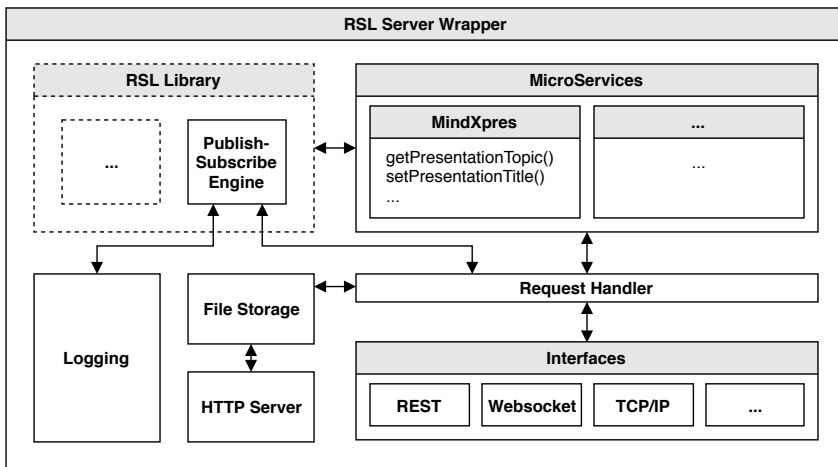 RSL Server Wrapper
RSL Library
...
Publish-
Subscribe
Engine
MicroServices
MindXpres
getPresentationTopic()
setPresentationTitle()
...
...
...
Logging
File Storage
HTTP Server
Request Handler
Interfaces
REST
Websocket
TCP/IP
...